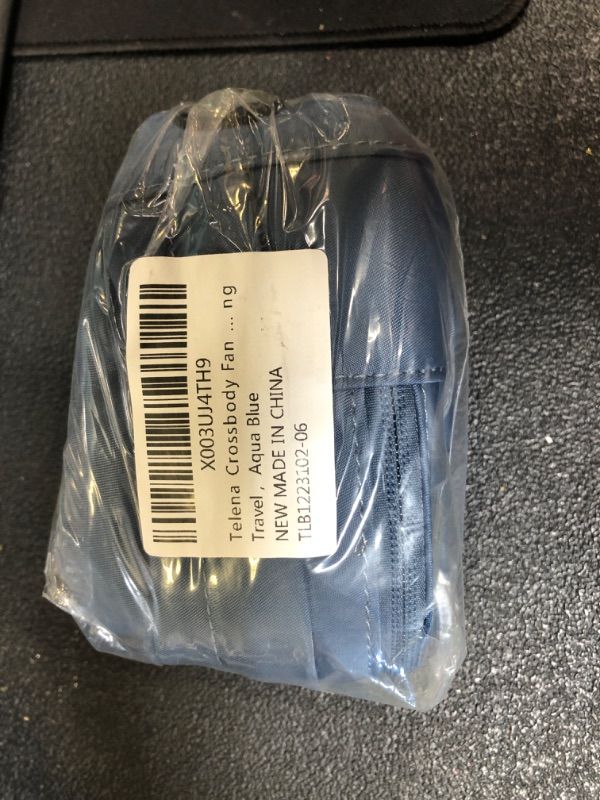 X003UJ4TH9
Telena Crossbody Fan ... ng
Travel, Aqua Blue
NEW MADE IN CHINA
TLB1223102-06